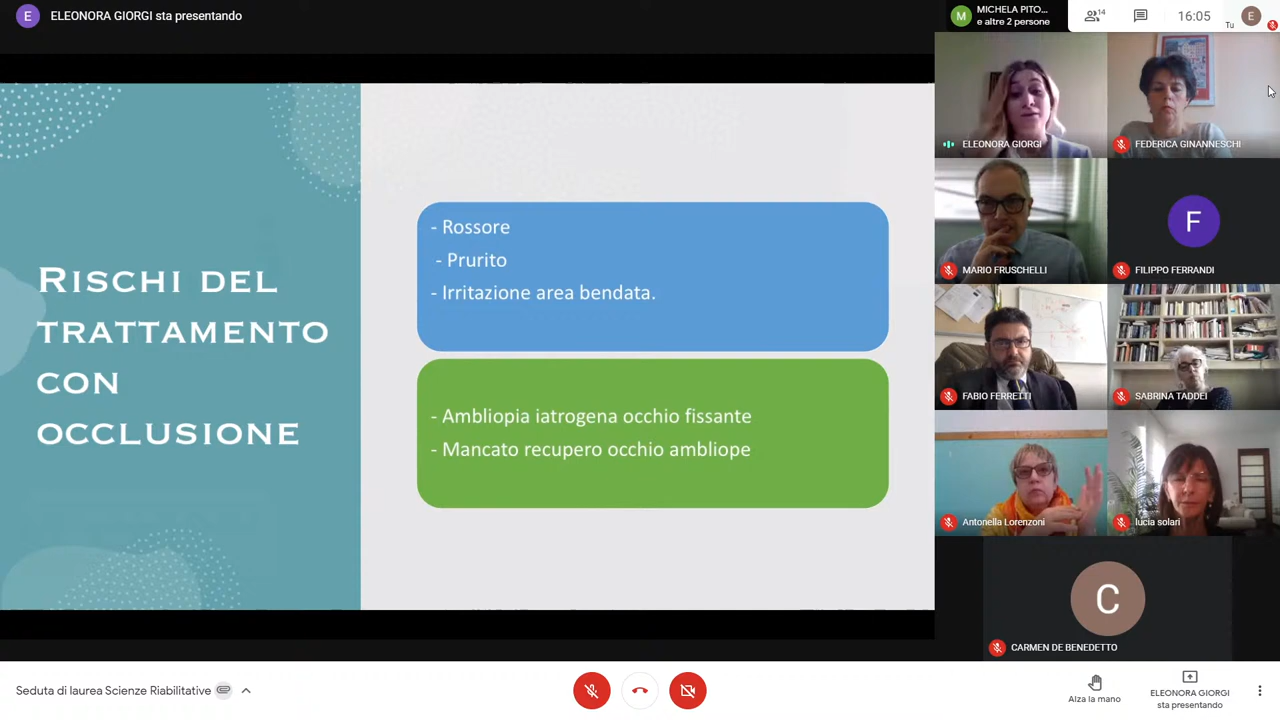 E
ELEONORA GIORGI sta presentando
M
MICHELA PITO...
e altre 2 persone
14
16:05
Tu
E
RISCHI DEL
TRATTAMENTO
CON
OCCLUSIONE
- Rossore
- Prurito
- Irritazione area bendata.
- Ambliopia iatrogena occhio fissante
- Mancato recupero occhio ambliope
ELEONORA GIORGI
FEDERICA GINANNESCHI
MARIO FRUSCHELLI
F
FILIPPO FERRANDI
FABIO FERRETTI
SABRINA TADDEI
Antonella Lorenzoni
lucia solari
C
CARMEN DE BENEDETTO
Seduta di laurea Scienze Riabilitative
Alza la mano
ELEONORA GIORGI
sta presentando